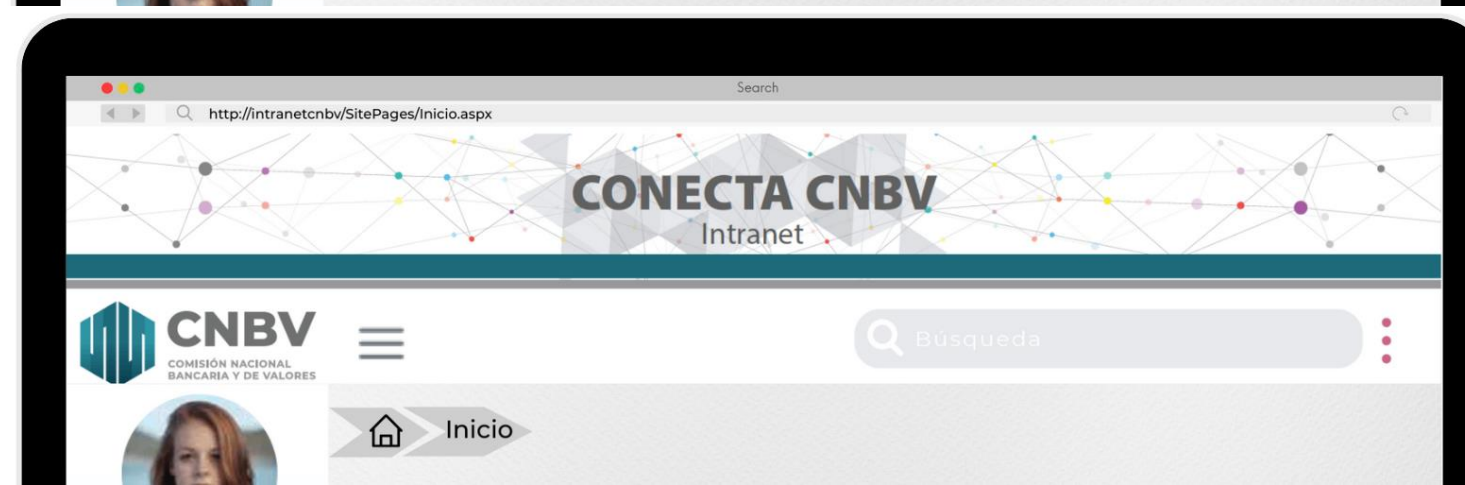 Search
http://intranetcnbv/SitePages/Inicio.aspx
CONECTA CNBV
Intranet
CNBV
COMISIÓN NACIONAL
BANCARIA Y DE VALORES
Búsqueda
Inicio